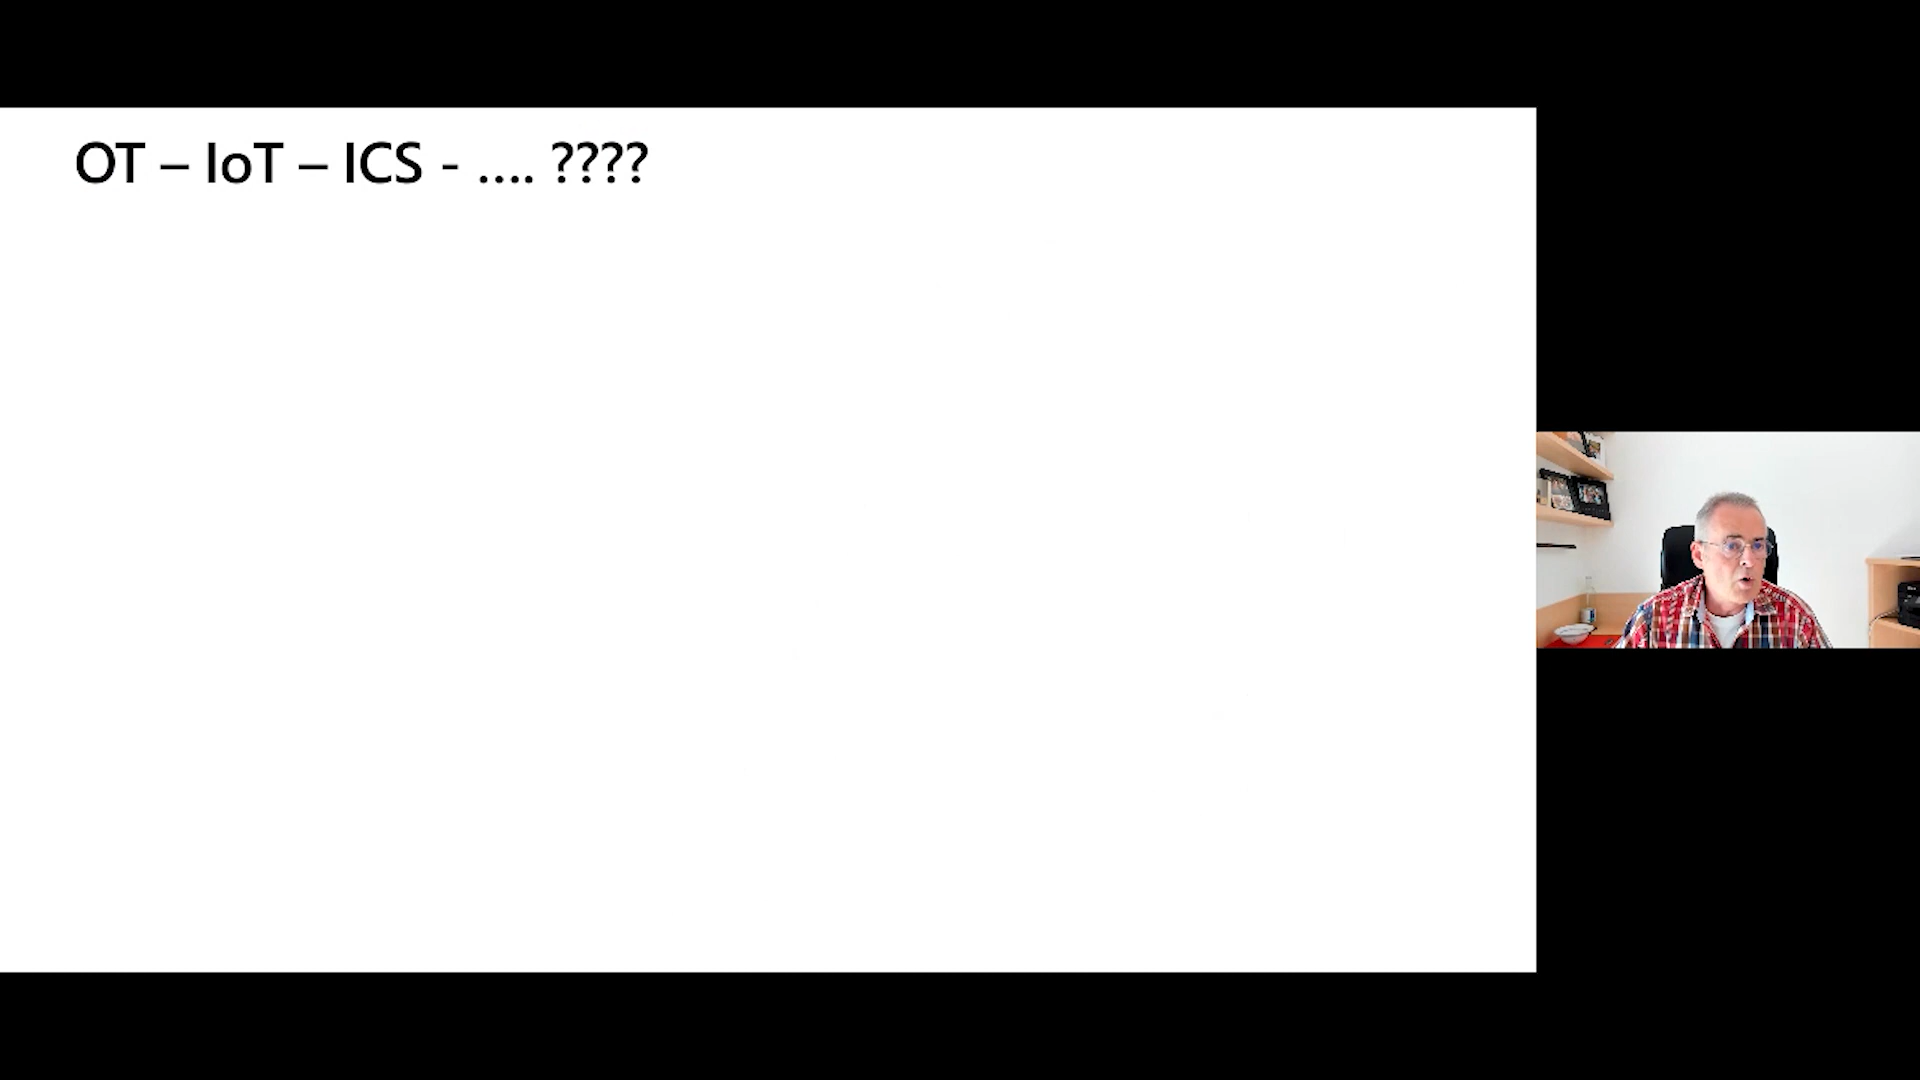 OT – IoT – ICS - .... ????